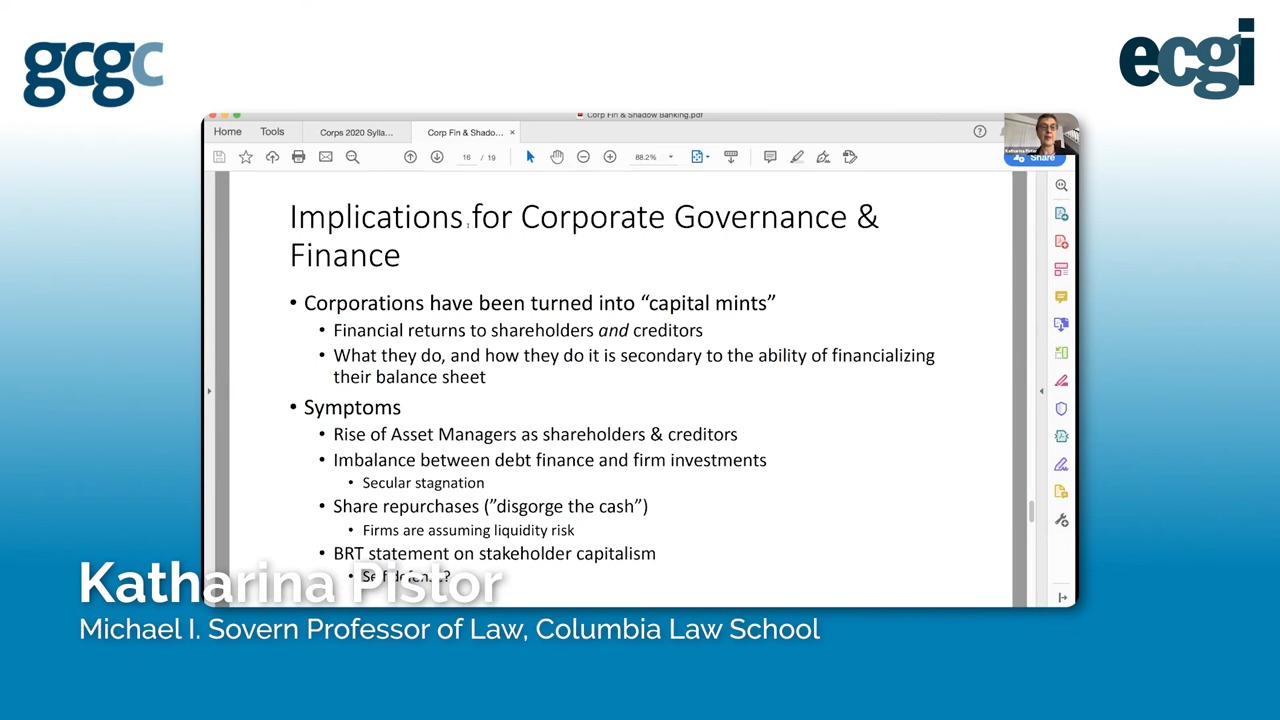 gcgc
ecgi
Corp Fin & Shadow Banking.pdf
Home Tools Corps 2020 Sylla... Corp Fin & Shado... ×
16 / 19 88.2% Share
Katharina Pistor
Implications for Corporate Governance &
Finance
• Corporations have been turned into “capital mints”
• Financial returns to shareholders and creditors
• What they do, and how they do it is secondary to the ability of financializing
their balance sheet
• Symptoms
• Rise of Asset Managers as shareholders & creditors
• Imbalance between debt finance and firm investments
• Secular stagnation
• Share repurchases (”disgorge the cash”)
• Firms are assuming liquidity risk
• BRT statement on stakeholder capitalism
• Self defense?
Katharina Pistor
Michael I. Sovern Professor of Law, Columbia Law School